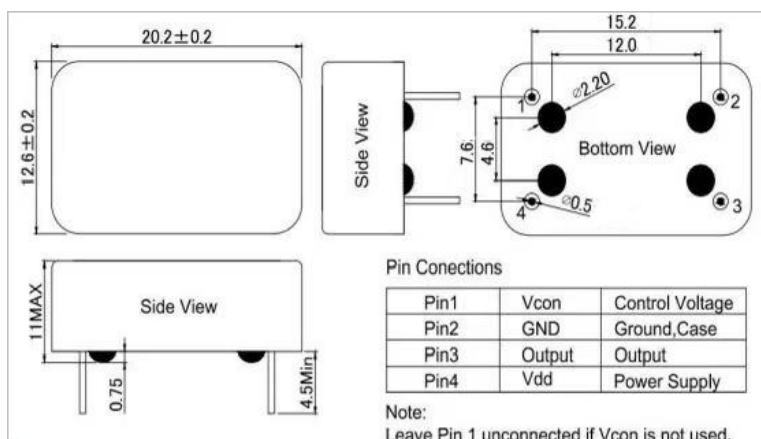 20.2±0.2
12.6±0.2
Side View
15.2
12.0
⌀2.20
1
2
7.6
4.6
Bottom View
4
⌀0.5
3
11MAX
Side View
0.75
4.5Min
Pin Conections
Pin1 Vcon Control Voltage
Pin2 GND Ground,Case
Pin3 Output Output
Pin4 Vdd Power Supply
Note:
Leave Pin 1 unconnected if Vcon is not used.